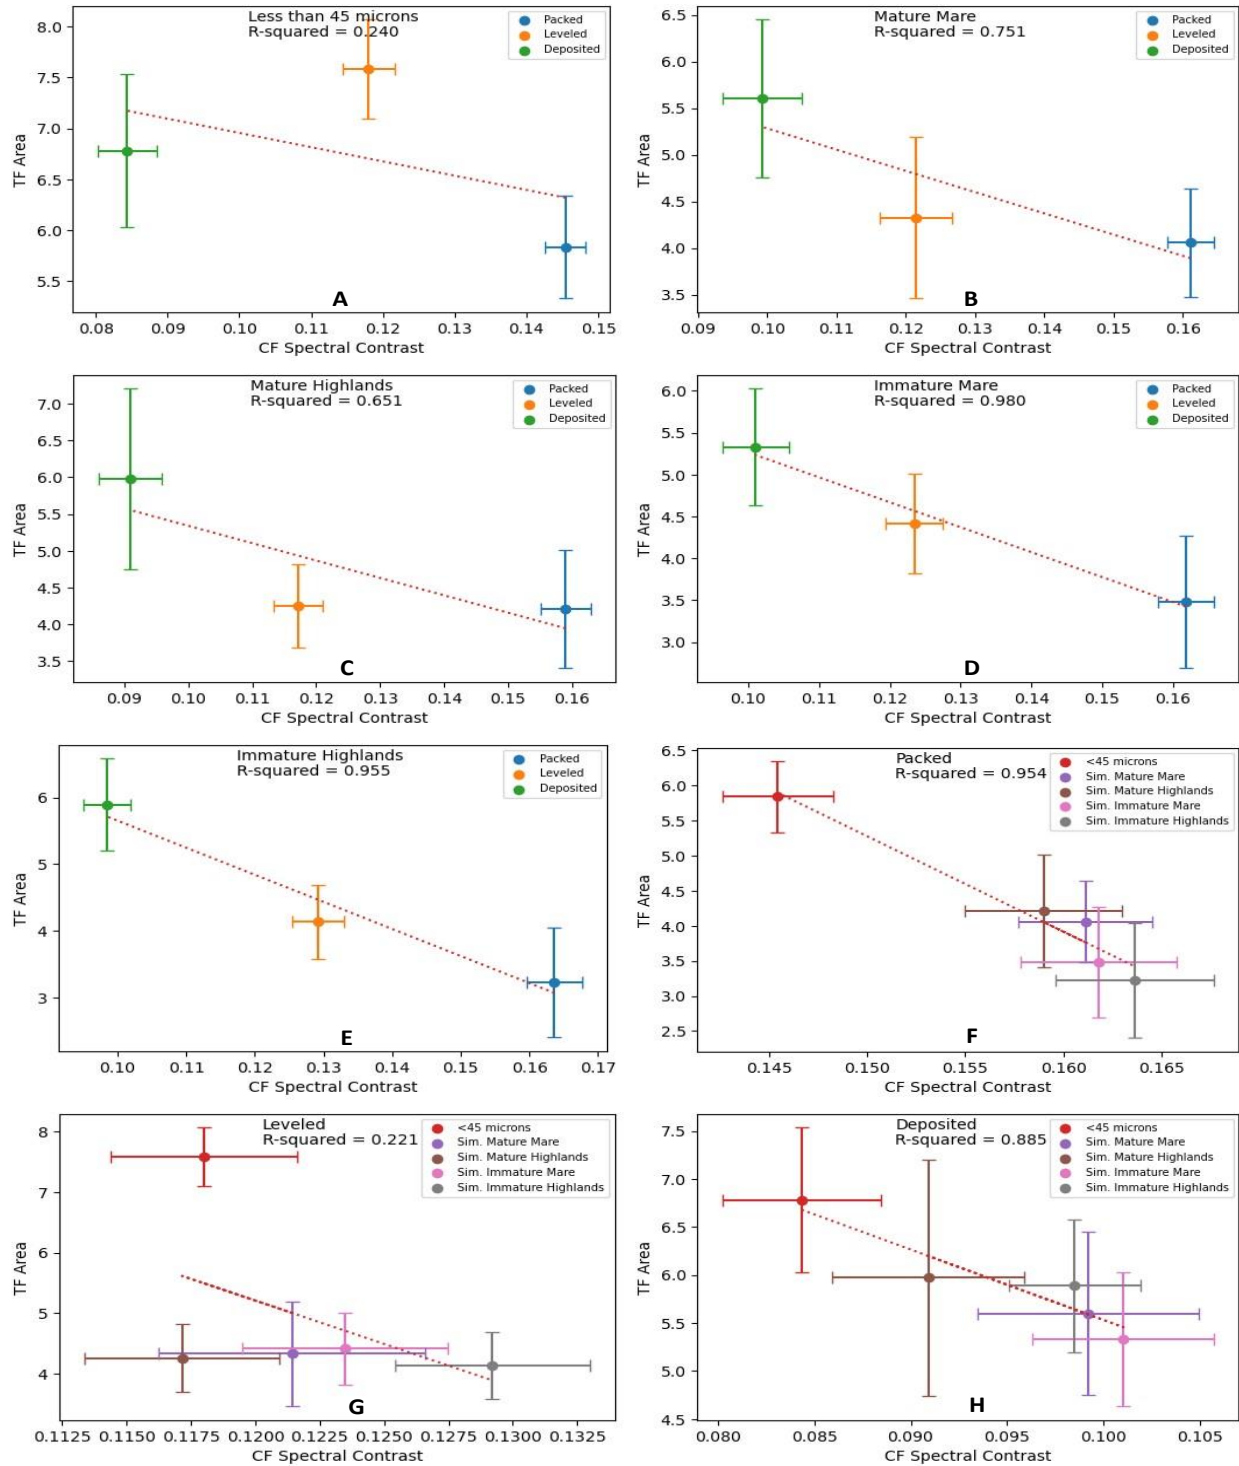 Less than 45 microns
R-squared = 0.240
Packed
Leveled
Deposited
8.0
7.5
7.0
6.5
6.0
5.5
TF Area
A
0.08 0.09 0.10 0.11 0.12 0.13 0.14 0.15
CF Spectral Contrast
Mature Mare
R-squared = 0.751
Packed
Leveled
Deposited
6.5
6.0
5.5
5.0
4.5
4.0
3.5
TF Area
B
0.09 0.10 0.11 0.12 0.13 0.14 0.15 0.16
CF Spectral Contrast
Mature Highlands
R-squared = 0.651
Packed
Leveled
Deposited
7.0
6.5
6.0
5.5
5.0
4.5
4.0
3.5
TF Area
C
0.09 0.10 0.11 0.12 0.13 0.14 0.15 0.16
CF Spectral Contrast
Immature Mare
R-squared = 0.980
Packed
Leveled
Deposited
6.0
5.5
5.0
4.5
4.0
3.5
3.0
TF Area
D
0.10 0.11 0.12 0.13 0.14 0.15 0.16
CF Spectral Contrast
Immature Highlands
R-squared = 0.955
Packed
Leveled
Deposited
6
5
4
3
TF Area
E
0.10 0.11 0.12 0.13 0.14 0.15 0.16 0.17
CF Spectral Contrast
Packed
R-squared = 0.954
<45 microns
Sim. Mature Mare
Sim. Mature Highlands
Sim. Immature Mare
Sim. Immature Highlands
6.5
6.0
5.5
5.0
4.5
4.0
3.5
3.0
2.5
TF Area
F
0.145 0.150 0.155 0.160 0.165
CF Spectral Contrast
Leveled
R-squared = 0.221
<45 microns
Sim. Mature Mare
Sim. Mature Highlands
Sim. Immature Mare
Sim. Immature Highlands
8
7
6
5
4
TF Area
G
0.1125 0.1150 0.1175 0.1200 0.1225 0.1250 0.1275 0.1300 0.1325
CF Spectral Contrast
Deposited
R-squared = 0.885
<45 microns
Sim. Mature Mare
Sim. Mature Highlands
Sim. Immature Mare
Sim. Immature Highlands
7.5
7.0
6.5
6.0
5.5
5.0
4.5
TF Area
H
0.080 0.085 0.090 0.095 0.100 0.105
CF Spectral Contrast